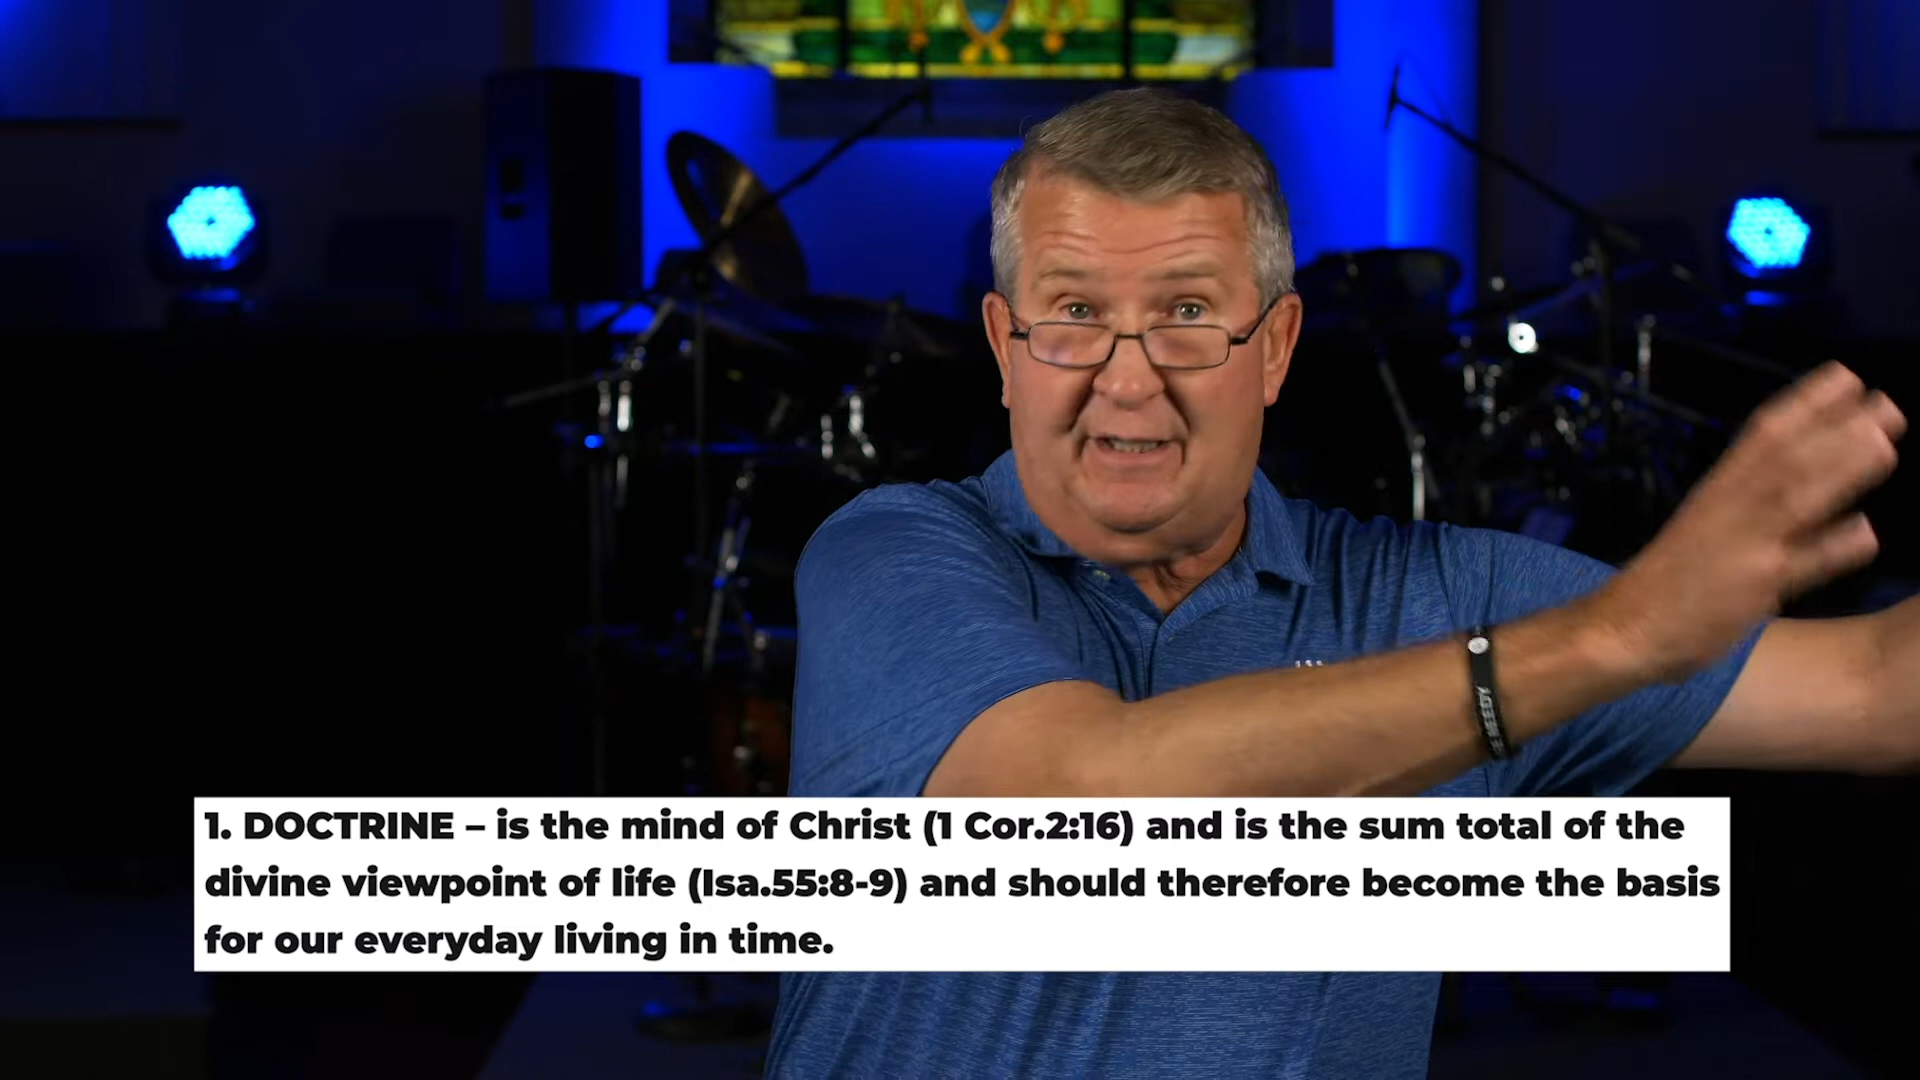 1. DOCTRINE – is the mind of Christ (1 Cor.2:16) and is the sum total of the
divine viewpoint of life (Isa.55:8-9) and should therefore become the basis
for our everyday living in time.